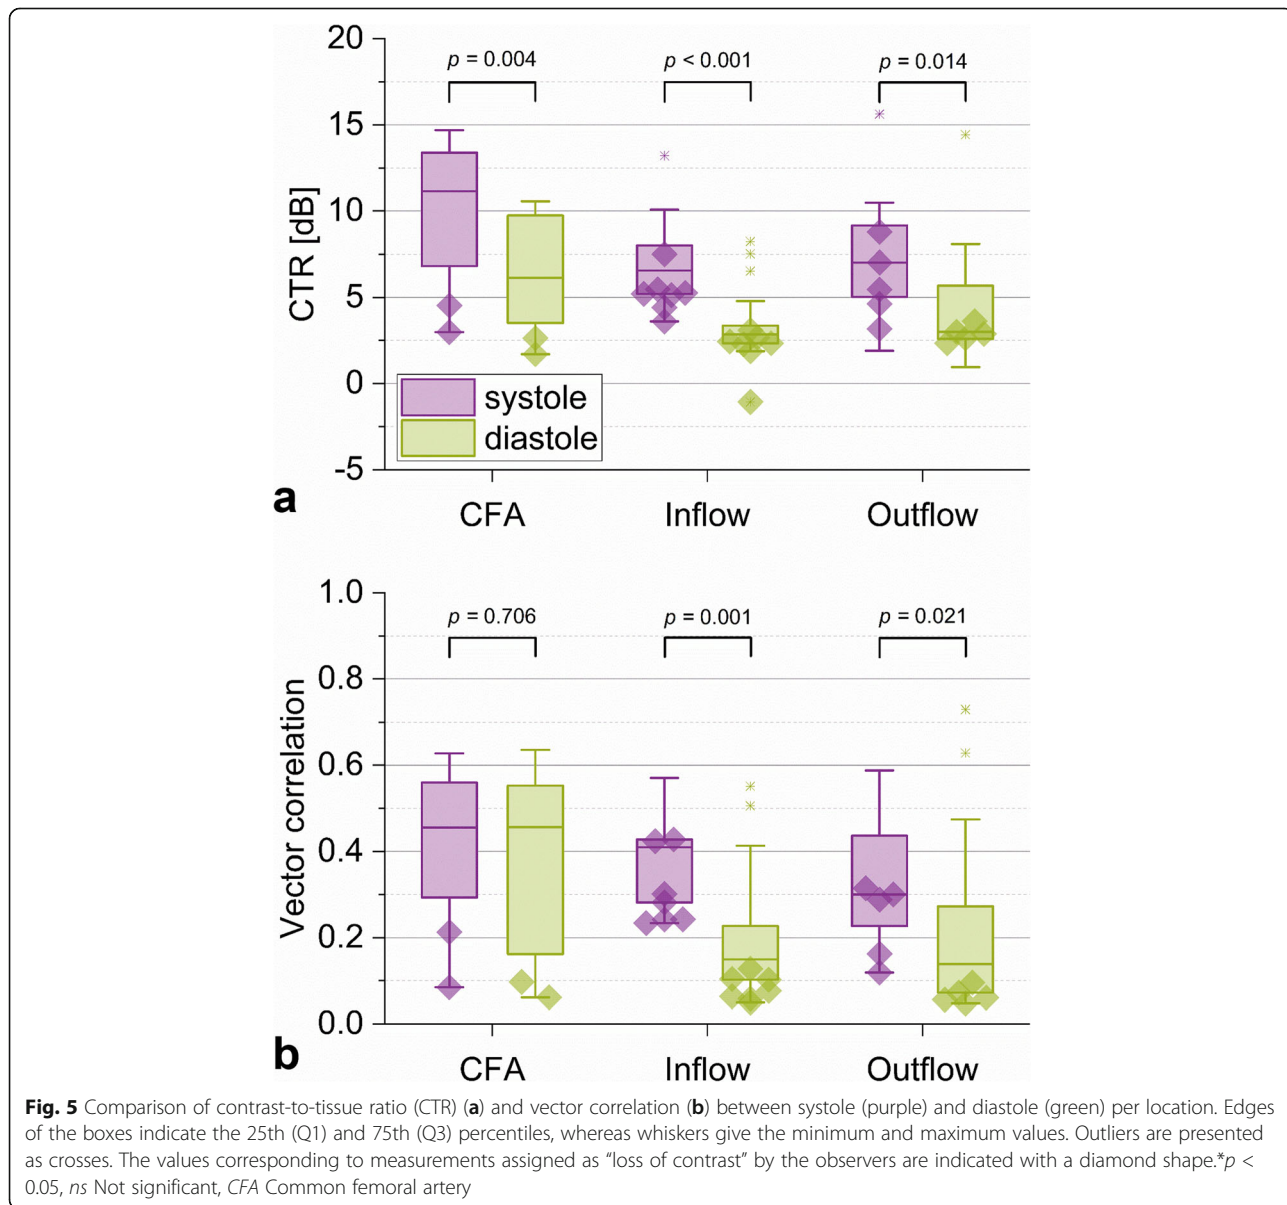 20
p = 0.004
p < 0.001
p = 0.014
15
10
5
0
-5
CTR [dB]
systole
diastole
a
CFA
Inflow
Outflow
1.0
p = 0.706
p = 0.001
p = 0.021
0.8
0.6
0.4
0.2
0.0
Vector correlation
b
CFA
Inflow
Outflow
Fig. 5 Comparison of contrast-to-tissue ratio (CTR) (a) and vector correlation (b) between systole (purple) and diastole (green) per location. Edges
of the boxes indicate the 25th (Q1) and 75th (Q3) percentiles, whereas whiskers give the minimum and maximum values. Outliers are presented
as crosses. The values corresponding to measurements assigned as “loss of contrast” by the observers are indicated with a diamond shape.*p <
0.05, ns Not significant, CFA Common femoral artery